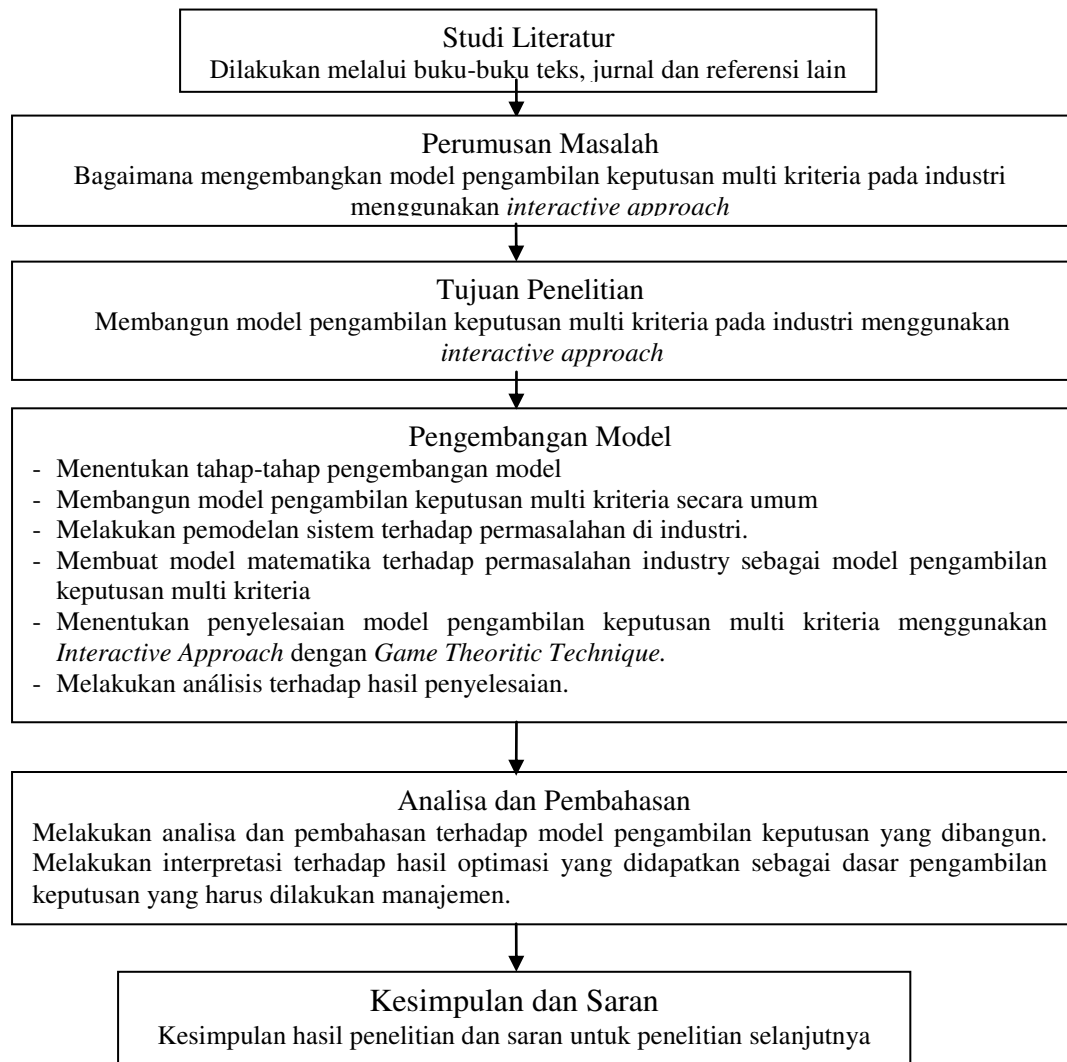 Studi Literatur
Dilakukan melalui buku-buku teks, jurnal dan referensi lain
Perumusan Masalah
Bagaimana mengembangkan model pengambilan keputusan multi kriteria pada industri
menggunakan interactive approach
Tujuan Penelitian
Membangun model pengambilan keputusan multi kriteria pada industri menggunakan
interactive approach
Pengembangan Model
- Menentukan tahap-tahap pengembangan model
- Membangun model pengambilan keputusan multi kriteria secara umum
- Melakukan pemodelan sistem terhadap permasalahan di industri.
- Membuat model matematika terhadap permasalahan industry sebagai model pengambilan
keputusan multi kriteria
- Menentukan penyelesaian model pengambilan keputusan multi kriteria menggunakan
Interactive Approach dengan Game Theoritic Technique.
- Melakukan análisis terhadap hasil penyelesaian.
Analisa dan Pembahasan
Melakukan analisa dan pembahasan terhadap model pengambilan keputusan yang dibangun.
Melakukan interpretasi terhadap hasil optimasi yang didapatkan sebagai dasar pengambilan
keputusan yang harus dilakukan manajemen.
Kesimpulan dan Saran
Kesimpulan hasil penelitian dan saran untuk penelitian selanjutnya